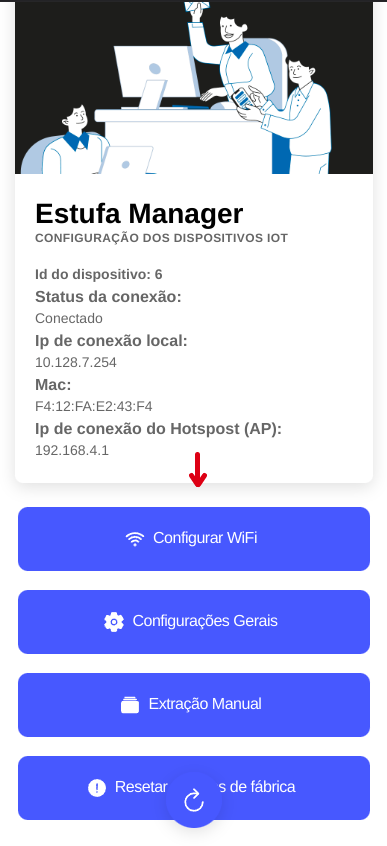 Estufa Manager
CONFIGURAÇÃO DOS DISPOSITIVOS IOT
Id do dispositivo: 6
Status da conexão:
Conectado
Ip de conexão local:
10.128.7.254
Mac:
F4:12:FA:E2:43:F4
Ip de conexão do Hotspost (AP):
192.168.4.1
Configurar WiFi
Configurações Gerais
Extração Manual
Resetar s de fábrica